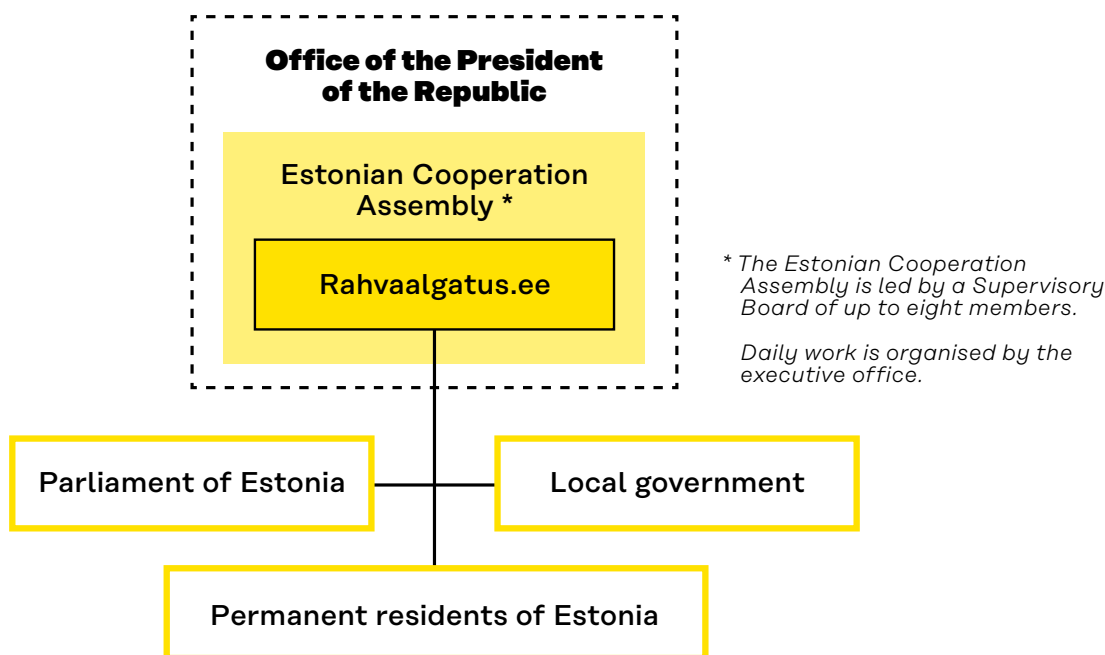 Office of the President
of the Republic
Estonian Cooperation
Assembly *
Rahvaalgatus.ee
* The Estonian Cooperation
Assembly is led by a Supervisory
Board of up to eight members.
Daily work is organised by the
executive office.
Parliament of Estonia
Local government
Permanent residents of Estonia